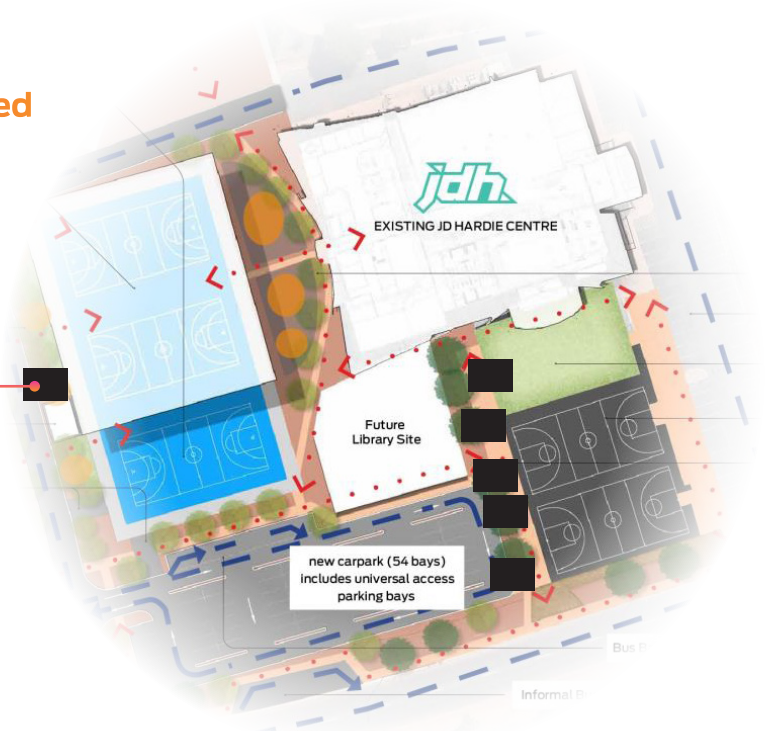 ed
jdh.
EXISTING JD HARDIE CENTRE
Future
Library Site
new carpark (54 bays)
includes universal access
parking bays
Bus
Informal